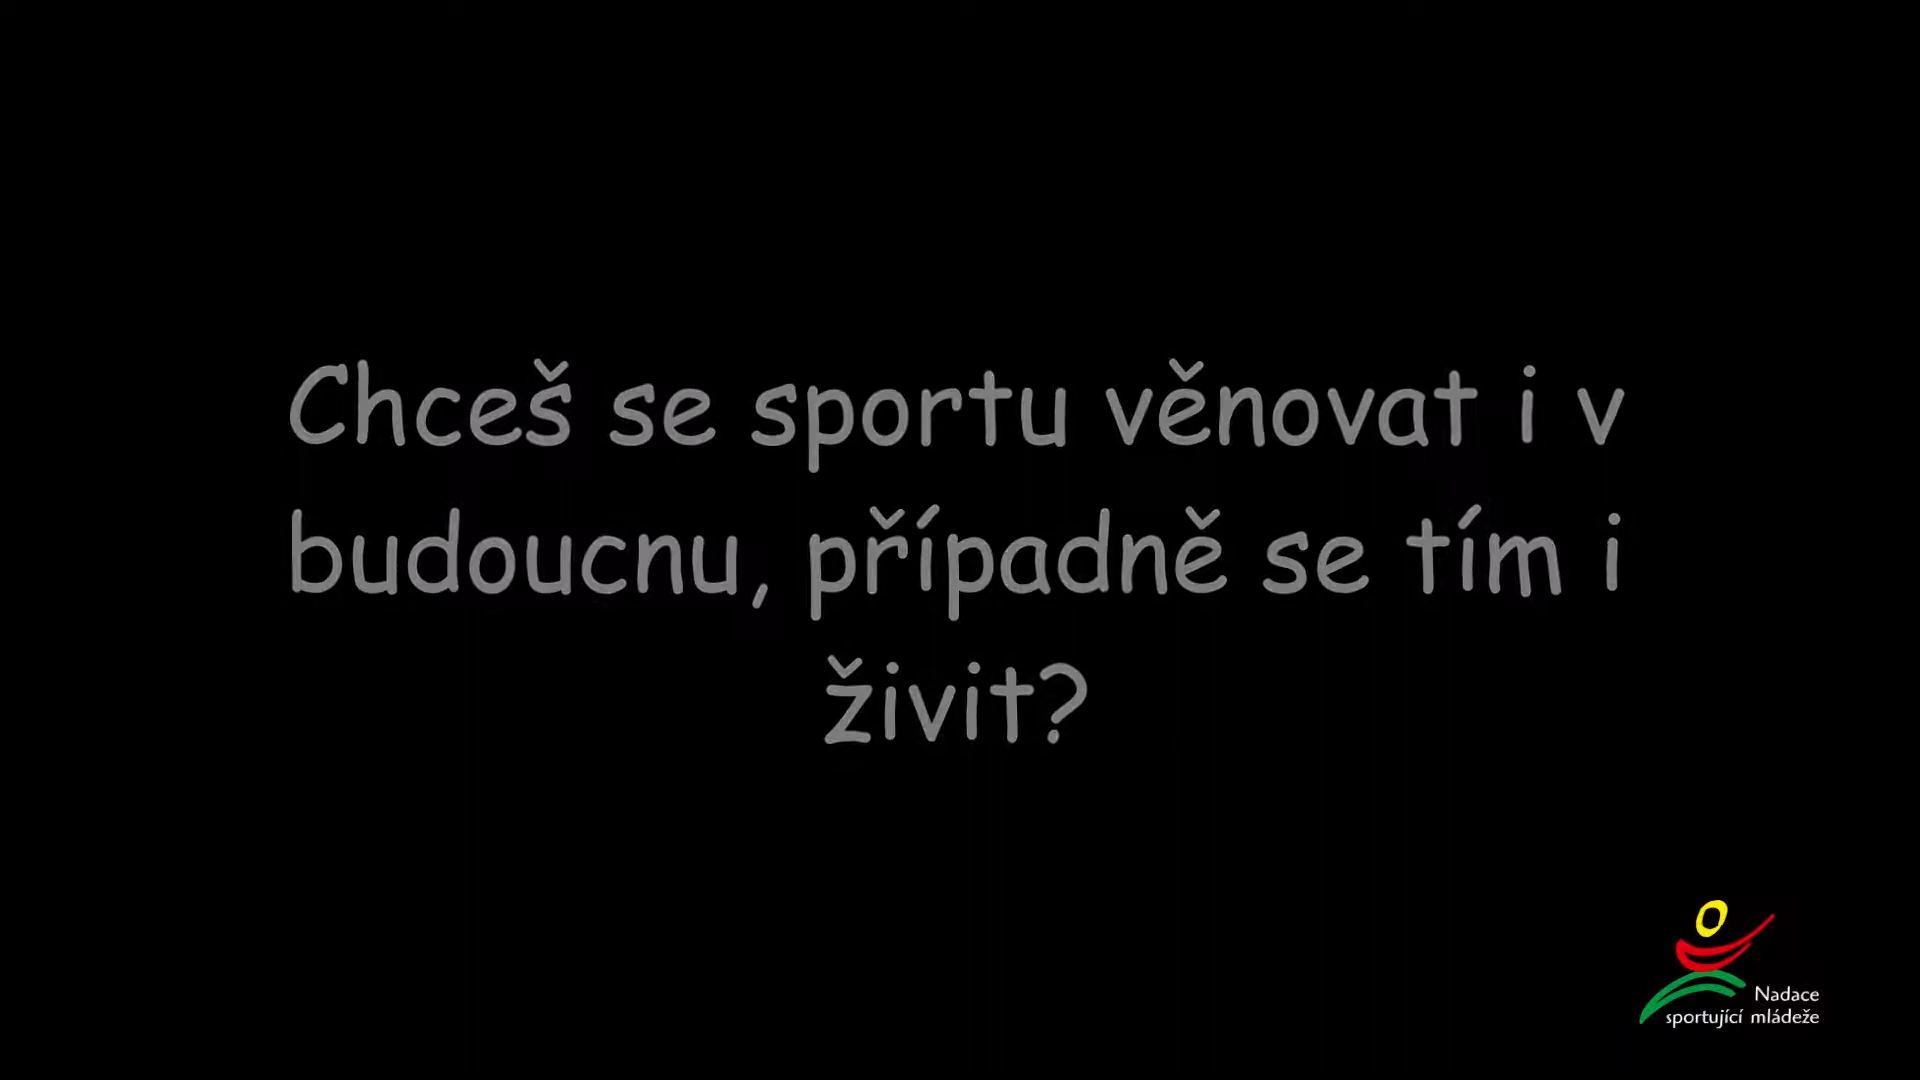 Chceš se sportu věnovat i v
budoucnu, případně se tím i
živit?
Nadace
sportující mládeže